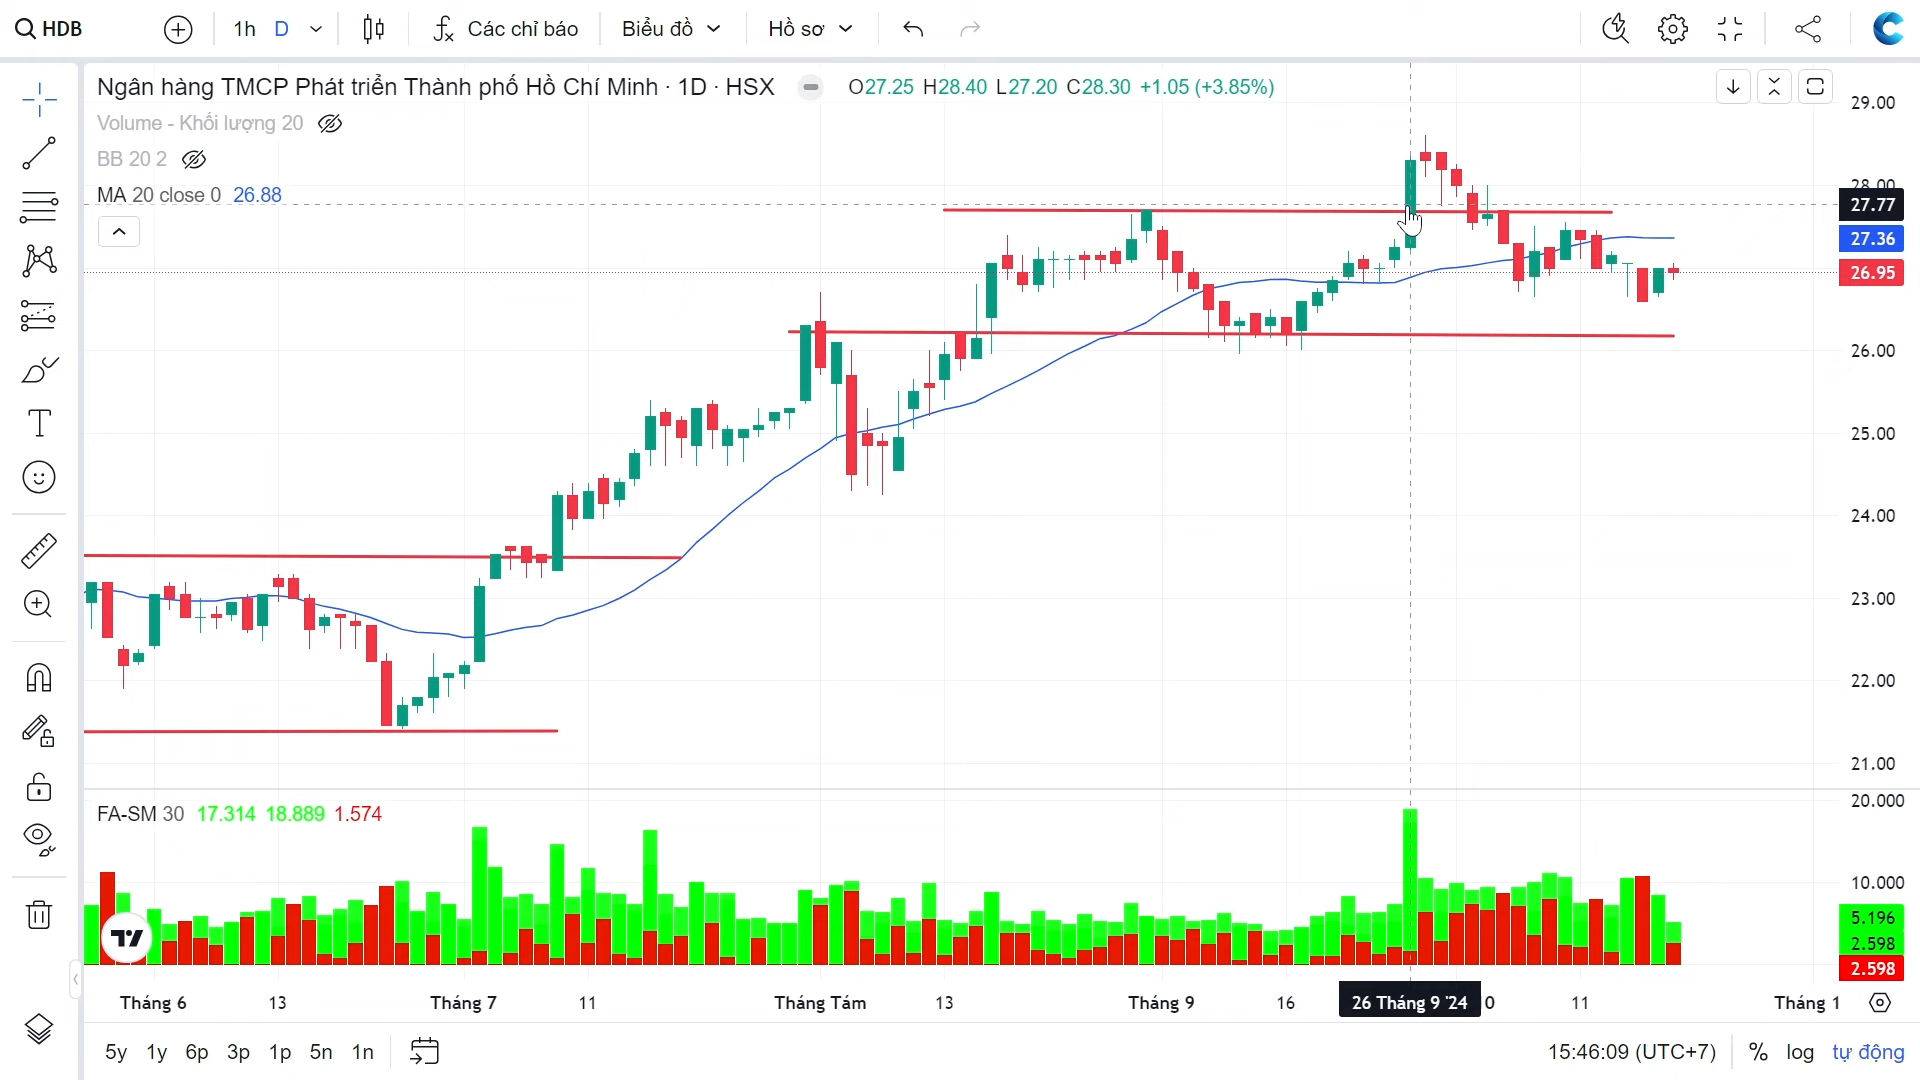 HDB 1h D Các chỉ báo Biểu đồ Hồ sơ
Ngân hàng TMCP Phát triển Thành phố Hồ Chí Minh · 1D · HSX O27.25 H28.40 L27.20 C28.30 +1.05 (+3.85%)
Volume - Khối lượng 20
BB 20 2
MA 20 close 0 26.88
29.00
28.00
27.77
27.36
26.95
26.00
25.00
24.00
23.00
22.00
21.00
FA-SM 30 17.314 18.889 1.574
20.000
10.000
5.196
2.598
2.598
Tháng 6 13 Tháng 7 11 Tháng Tám 13 Tháng 9 16 26 Tháng 9 '24 0 11 Tháng 1
5y 1y 6p 3p 1p 5n 1n 15:46:09 (UTC+7) % log tự động